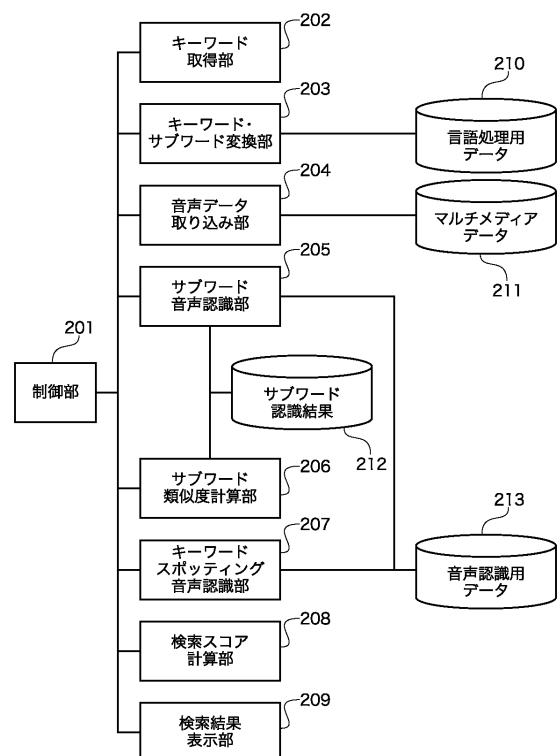 202
キーワード
取得部
203
キーワード・
サブワード変換部
210
言語処理用
データ
204
音声データ
取り込み部
マルチメディア
データ
211
205
サブワード
音声認識部
201
制御部
サブワード
認識結果
212
206
サブワード
類似度計算部
207
キーワード
スポッティング
音声認識部
213
音声認識用
データ
208
検索スコア
計算部
209
検索結果
表示部